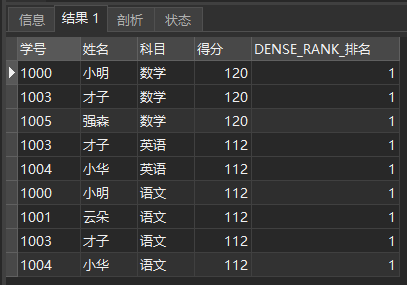 信息 结果 1 剖析 状态
学号 姓名 科目 得分 DENSE_RANK_排名
1000 小明 数学 120 1
1003 才子 数学 120 1
1005 强森 数学 120 1
1003 才子 英语 112 1
1004 小华 英语 112 1
1000 小明 语文 112 1
1001 云朵 语文 112 1
1003 才子 语文 112 1
1004 小华 语文 112 1